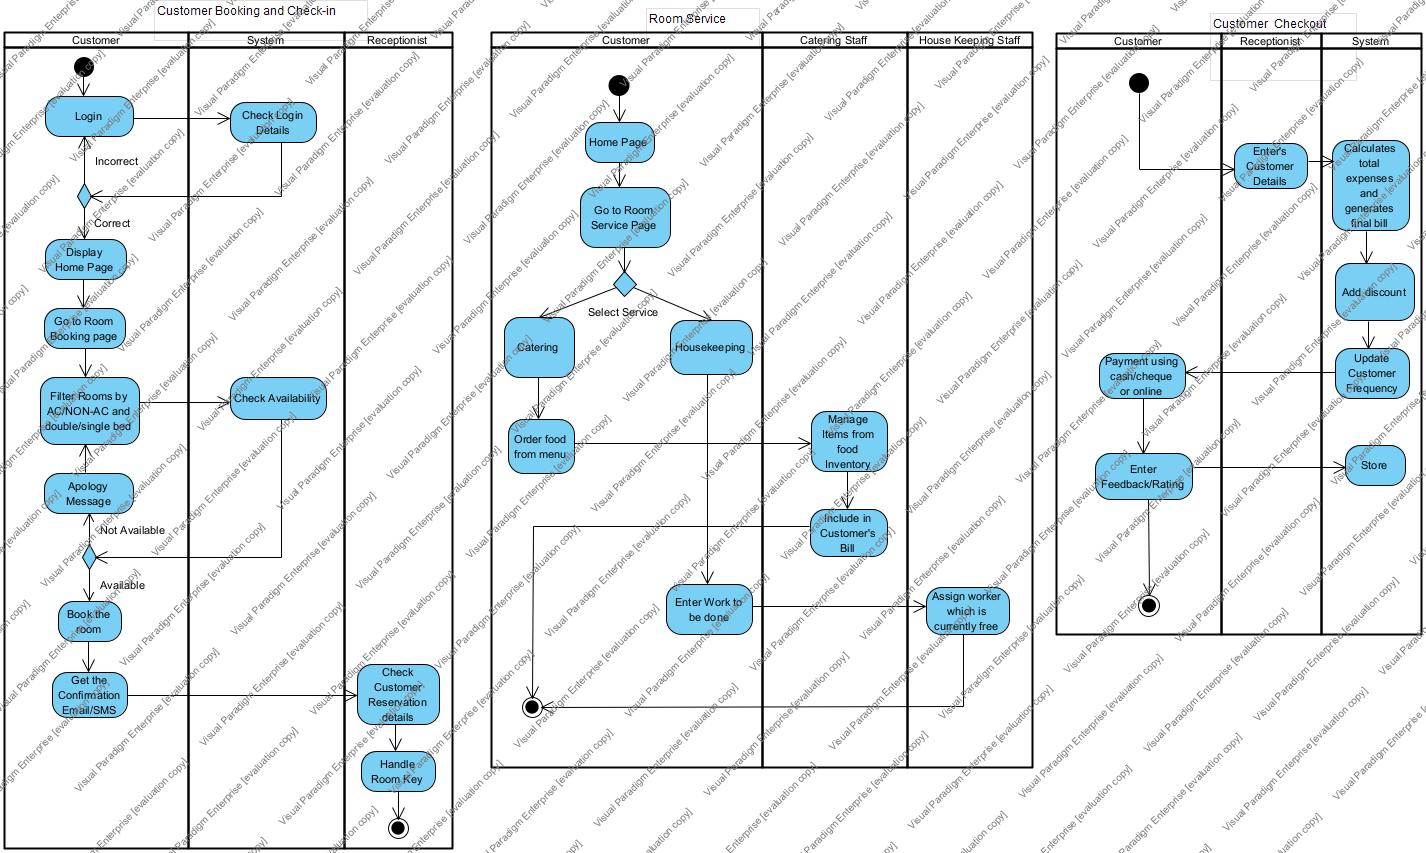 Customer Booking and Check-in
Customer
System
Receptionist
Login
Check Login
Details
Incorrect
Correct
Display
Home Page
Go to Room
Booking page
Filter Rooms by
AC/NON-AC and
double/single bed
Check Availability
Apology
Message
Not Available
Available
Book the
room
Get the
Confirmation
Email/SMS
Check
Customer
Reservation
details
Handle
Room Key
Room Service
Customer
Catering Staff
House Keeping Staff
Home Page
Go to Room
Service Page
Select Service
Catering
Housekeeping
Order food
from menu
Manage
Items from
food
Inventory
Include in
Customer's
Bill
Enter Work to
be done
Assign worker
which is
currently free
Customer Checkout
Customer
Receptionist
System
Enter's
Customer
Details
Calculates
total
expenses
and
generates
final bill
Add discount
Update
Customer
Frequency
Payment using
cash/cheque
or online
Enter
Feedback/Rating
Store
Visual Paradigm Enterprise [evaluation copy]